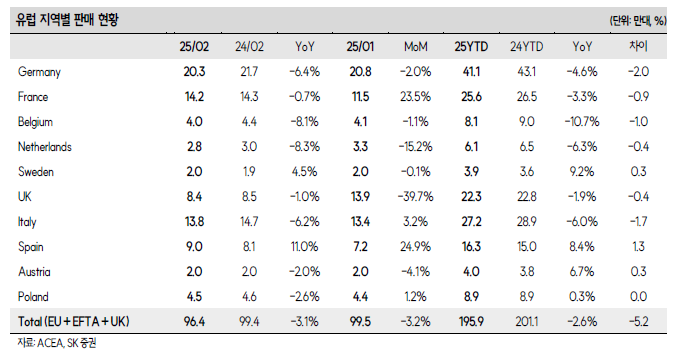 유럽 지역별 판매 현황 (단위: 만대, %)
25/02 24/02 YoY 25/01 MoM 25YTD 24YTD YoY 차이
Germany 20.3 21.7 -6.4% 20.8 -2.0% 41.1 43.1 -4.6% -2.0
France 14.2 14.3 -0.7% 11.5 23.5% 25.6 26.5 -3.3% -0.9
Belgium 4.0 4.4 -8.1% 4.1 -1.1% 8.1 9.0 -10.7% -1.0
Netherlands 2.8 3.0 -8.3% 3.3 -15.2% 6.1 6.5 -6.3% -0.4
Sweden 2.0 1.9 4.5% 2.0 -0.1% 3.9 3.6 9.2% 0.3
UK 8.4 8.5 -1.0% 13.9 -39.7% 22.3 22.8 -1.9% -0.4
Italy 13.8 14.7 -6.2% 13.4 3.2% 27.2 28.9 -6.0% -1.7
Spain 9.0 8.1 11.0% 7.2 24.9% 16.3 15.0 8.4% 1.3
Austria 2.0 2.0 -2.0% 2.0 -4.1% 4.0 3.8 6.7% 0.3
Poland 4.5 4.6 -2.6% 4.4 1.2% 8.9 8.9 0.3% 0.0
Total (EU+EFTA+UK) 96.4 99.4 -3.1% 99.5 -3.2% 195.9 201.1 -2.6% -5.2
자료: ACEA, SK 증권